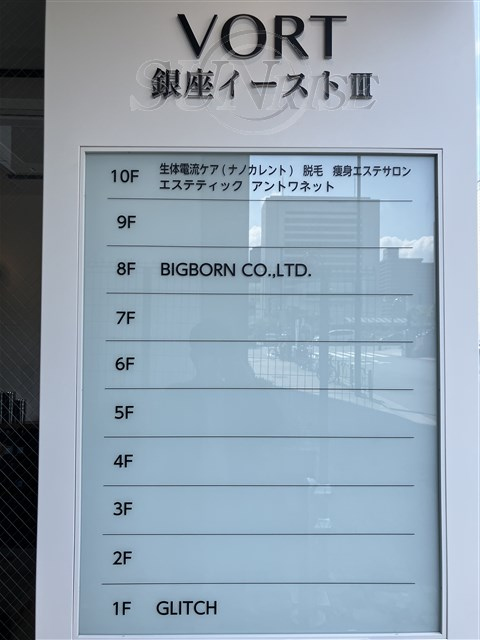 VORT
銀座イーストⅢ
SUNRISE
10F 生体電流ケア(ナノカレント) 脱毛 痩身エステサロン
エステティック アントワネット
9F
8F BIGBORN CO.,LTD.
7F
6F
5F
4F
3F
2F
1F GLITCH